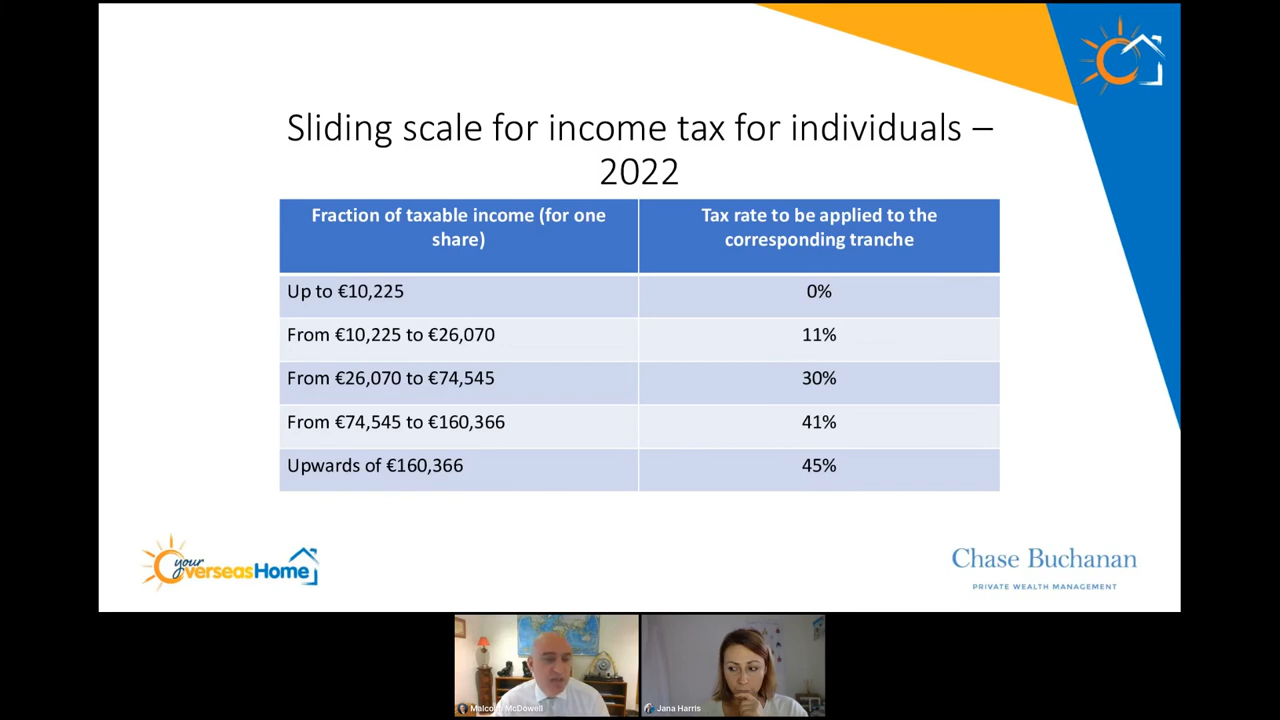 Sliding scale for income tax for individuals –
2022
Fraction of taxable income (for one
share)
Tax rate to be applied to the
corresponding tranche
Up to €10,225
0%
From €10,225 to €26,070
11%
From €26,070 to €74,545
30%
From €74,545 to €160,366
41%
Upwards of €160,366
45%
your
OverseasHome
Chase Buchanan
PRIVATE WEALTH MANAGEMENT
Malcolm McDowell
Jana Harris